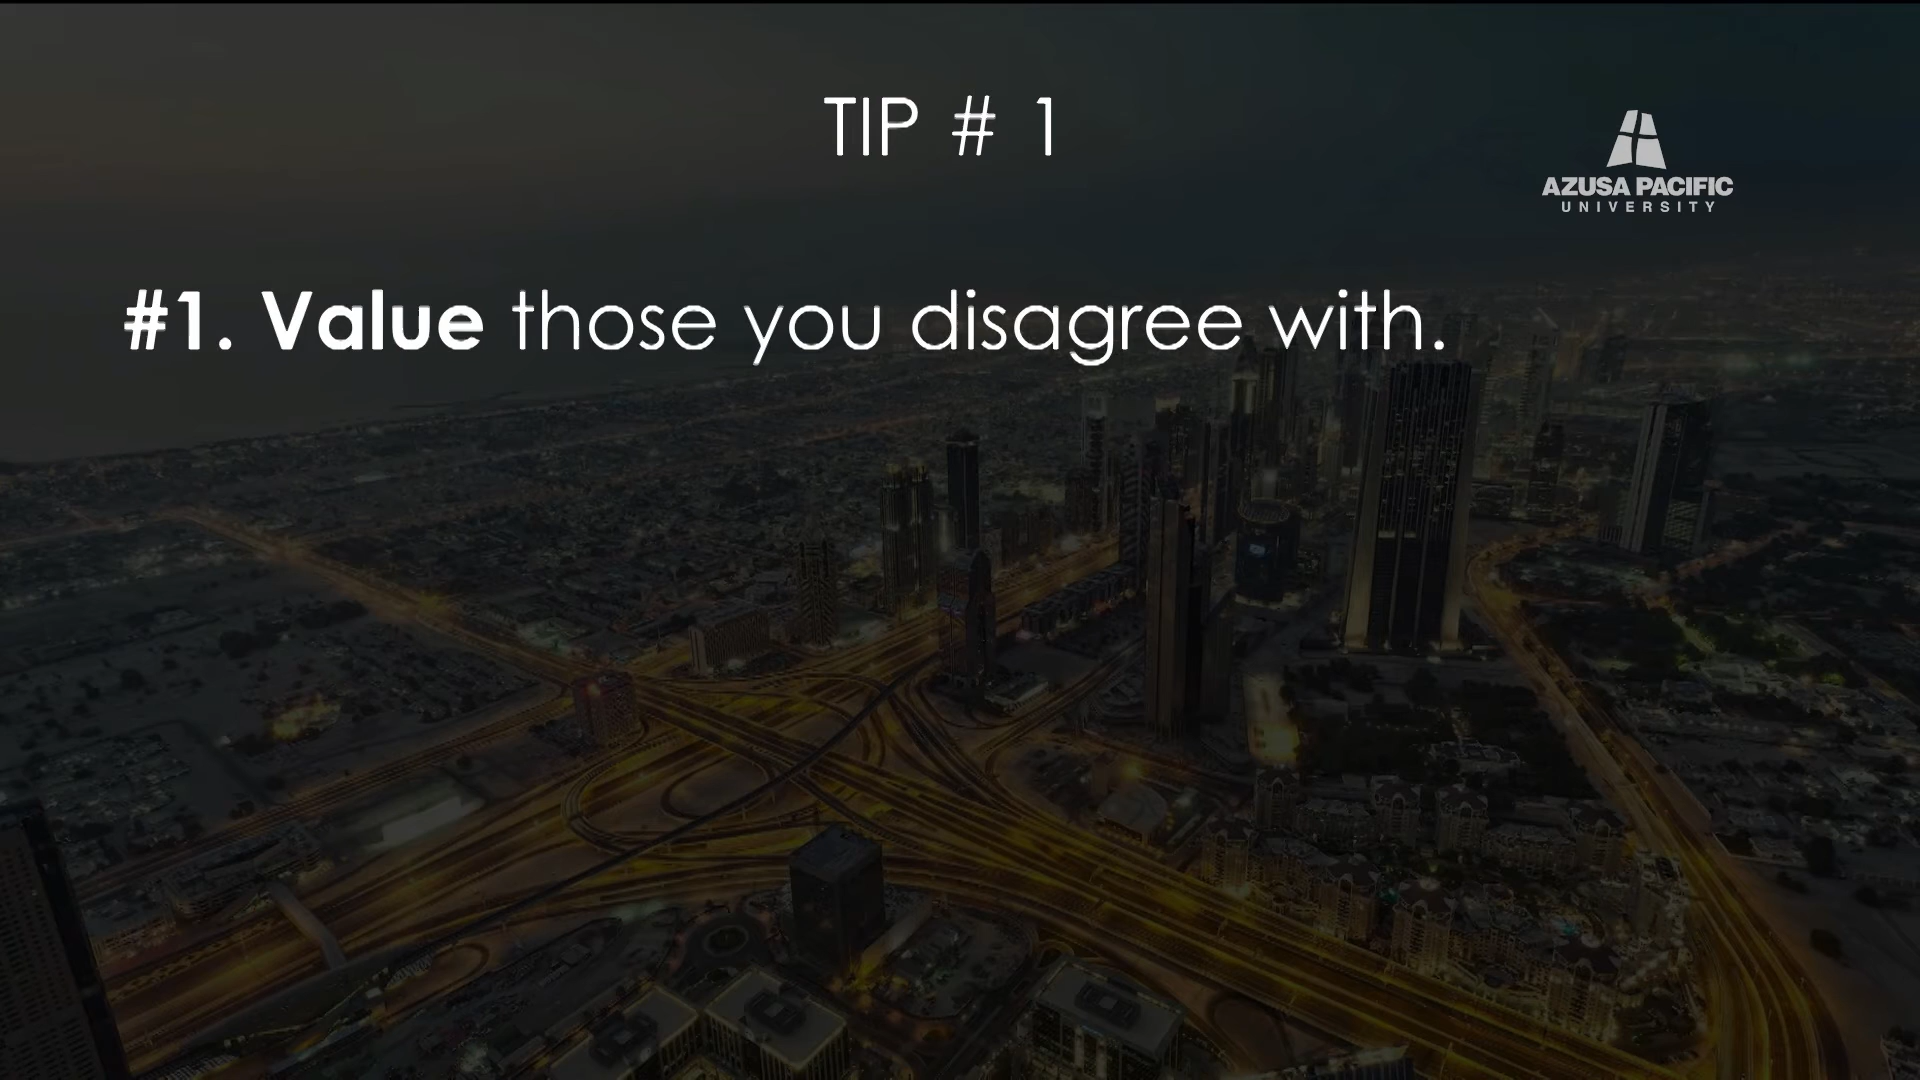 TIP # 1
AZUSA PACIFIC
UNIVERSITY
#1. Value those you disagree with.